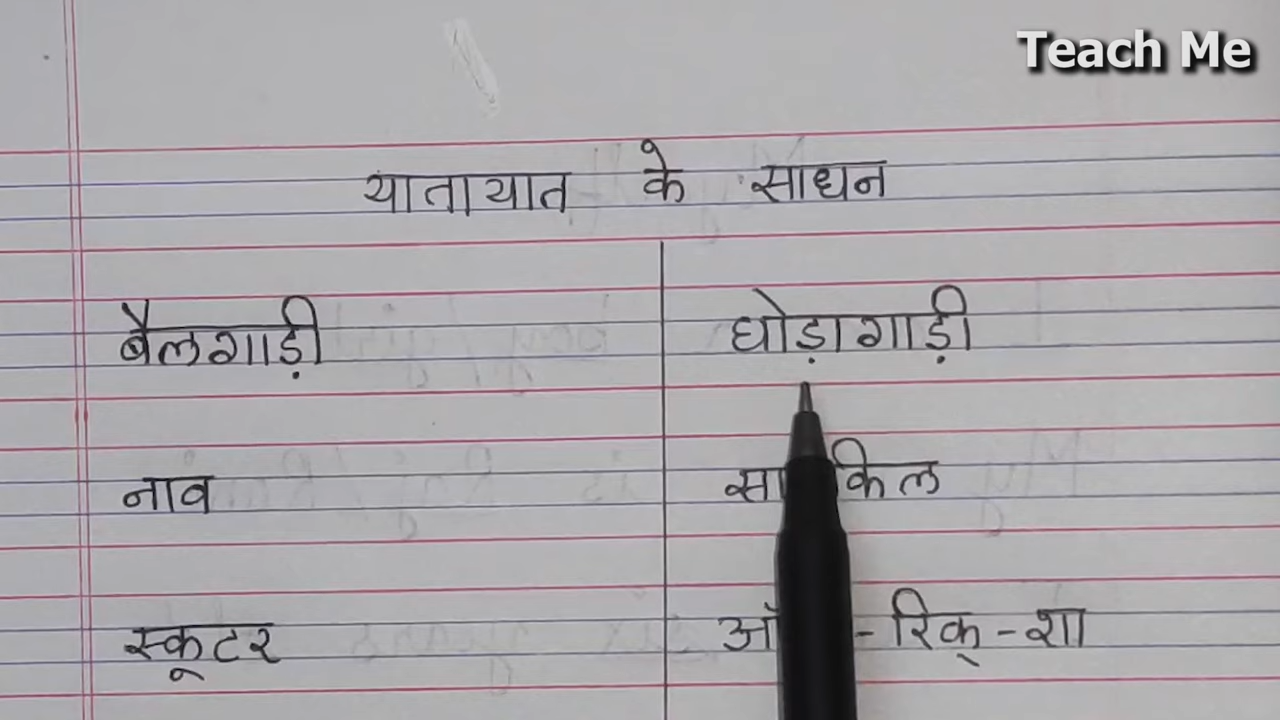 Teach Me
यातायात के साधन
बैलगाड़ी घोड़ागाड़ी
नाव
स्कूटर - रिक् - शा